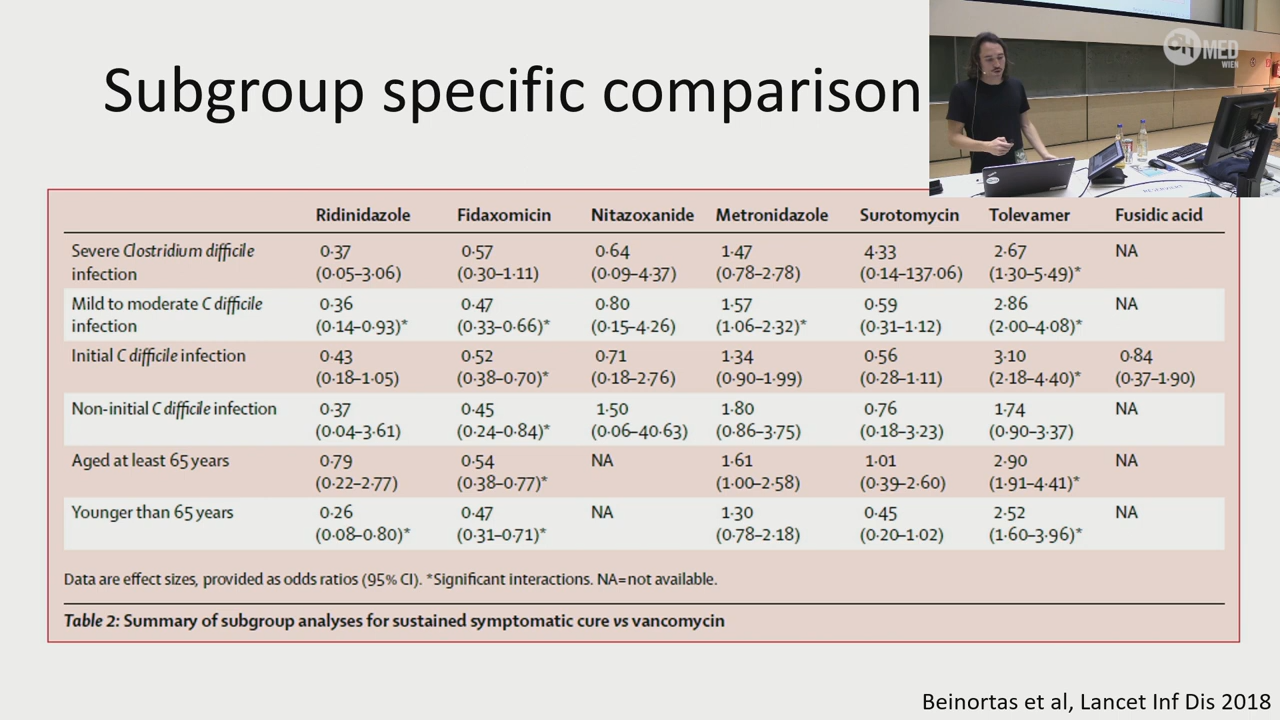 Subgroup specific comparison
OH MED
WIEN
RESERVIERT
Ridinidazole Fidaxomicin Nitazoxanide Metronidazole Surotomycin Tolevamer Fusidic acid
Severe Clostridium difficile 0·37 0·57 0·64 1·47 4·33 2·67 NA
infection (0·05–3·06) (0·30–1·11) (0·09–4·37) (0·78–2·78) (0·14–137·06) (1·30–5·49)*
Mild to moderate C difficile 0·36 0·47 0·80 1·57 0·59 2·86 NA
infection (0·14–0·93)* (0·33–0·66)* (0·15–4·26) (1·06–2·32)* (0·31–1·12) (2·00–4·08)*
Initial C difficile infection 0·43 0·52 0·71 1·34 0·56 3·10 0·84
(0·18–1·05) (0·38–0·70)* (0·18–2·76) (0·90–1·99) (0·28–1·11) (2·18–4·40)* (0·37–1·90)
Non-initial C difficile infection 0·37 0·45 1·50 1·80 0·76 1·74 NA
(0·04–3·61) (0·24–0·84)* (0·06–40·63) (0·86–3·75) (0·18–3·23) (0·90–3·37)
Aged at least 65 years 0·79 0·54 NA 1·61 1·01 2·90 NA
(0·22–2·77) (0·38–0·77)* (1·00–2·58) (0·39–2·60) (1·91–4·41)*
Younger than 65 years 0·26 0·47 NA 1·30 0·45 2·52 NA
(0·08–0·80)* (0·31–0·71)* (0·78–2·18) (0·20–1·02) (1·60–3·96)*
Data are effect sizes, provided as odds ratios (95% CI). *Significant interactions. NA=not available.
Table 2: Summary of subgroup analyses for sustained symptomatic cure vs vancomycin
Beinortas et al, Lancet Inf Dis 2018